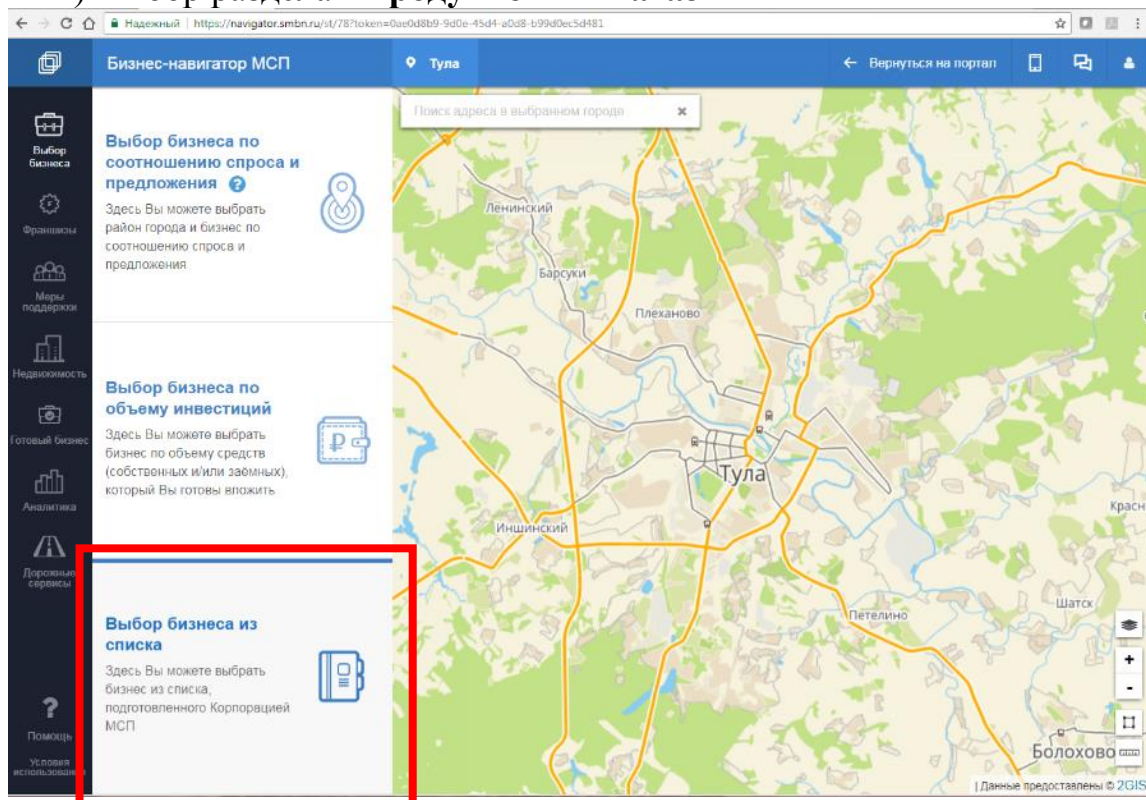 Надежный | https://navigator.smbn.ru/st/78?token=0ae0d8b9-9d0e-45d4-a0d8-b99d0ec5d481
Бизнес-навигатор МСП
Тула
← Вернуться на портал
Поиск адреса в выбранном городе
Выбор
бизнеса
Франшизы
Меры
поддержки
Недвижимость
Готовый бизнес
Аналитика
Дорожные
сервисы
?
Помощь
Условия
Выбор бизнеса по
соотношению спроса и
предложения ?
Здесь Вы можете выбрать
район города и бизнес по
соотношению спроса и
предложения
Выбор бизнеса по
объему инвестиций
Здесь Вы можете выбрать
бизнес по объему средств
(собственных и/или заёмных),
который Вы готовы вложить
Выбор бизнеса из
списка
Здесь Вы можете выбрать
бизнес из списка,
подготовленного Корпорацией
МСП
Ленинский
Барсуки
Плеханово
Тула
Красн
Иншинский
Петелино
Шатск
Болохово
+
-
| Данные предоставлены © 2GIS